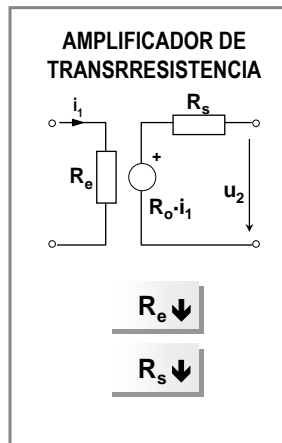 AMPLIFICADOR DE
TRANSRRESISTENCIA
i₁
Rₛ
Rₑ
+
Rₒ·i₁
u₂
Rₑ ↓
Rₛ ↓